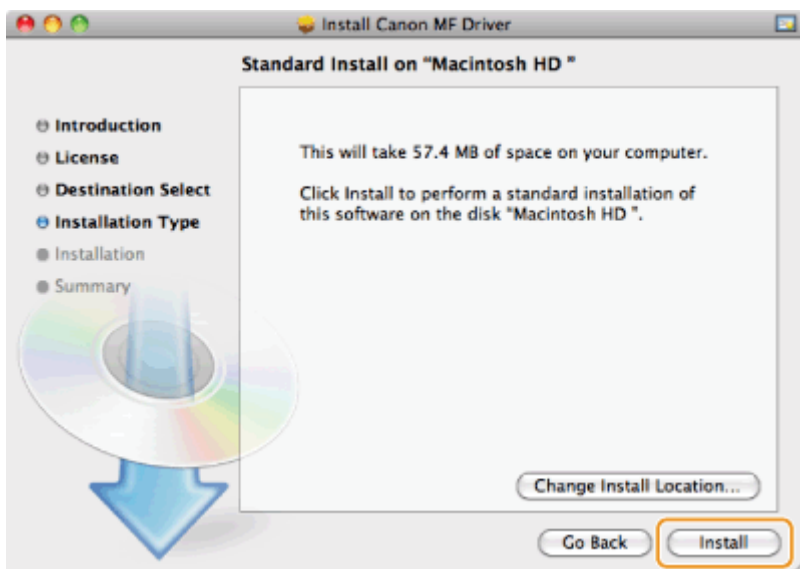 Install Canon MF Driver
Standard Install on “Macintosh HD ”
Introduction
License
Destination Select
Installation Type
Installation
Summary
This will take 57.4 MB of space on your computer.
Click Install to perform a standard installation of
this software on the disk “Macintosh HD ”.
Change Install Location...
Go Back
Install